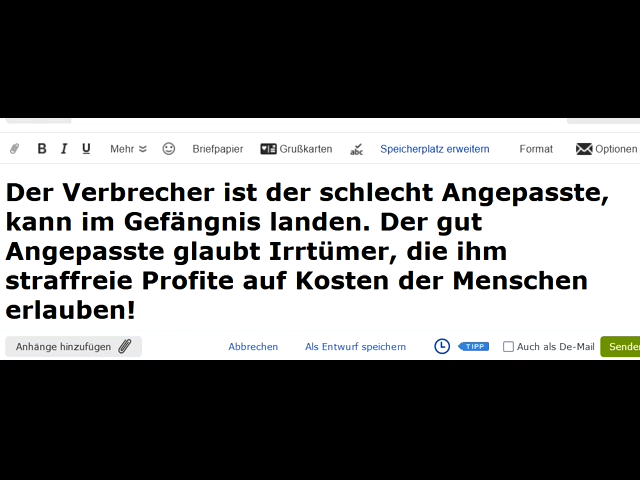 B I U Mehr Briefpapier Grußkarten abc Speicherplatz erweitern Format Optionen
Der Verbrecher ist der schlecht Angepasste,
kann im Gefängnis landen. Der gut
Angepasste glaubt Irrtümer, die ihm
straffreie Profite auf Kosten der Menschen
erlauben!
Anhänge hinzufügen Abbrechen Als Entwurf speichern TIPP Auch als De-Mail Sende